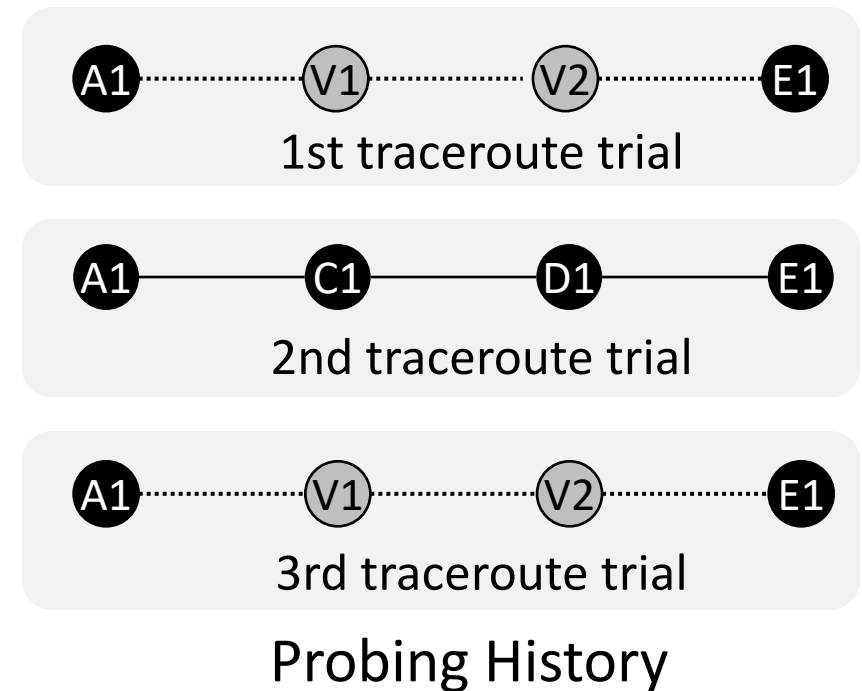 A1 V1 V2 E1
1st traceroute trial
A1 C1 D1 E1
2nd traceroute trial
A1 V1 V2 E1
3rd traceroute trial
Probing History